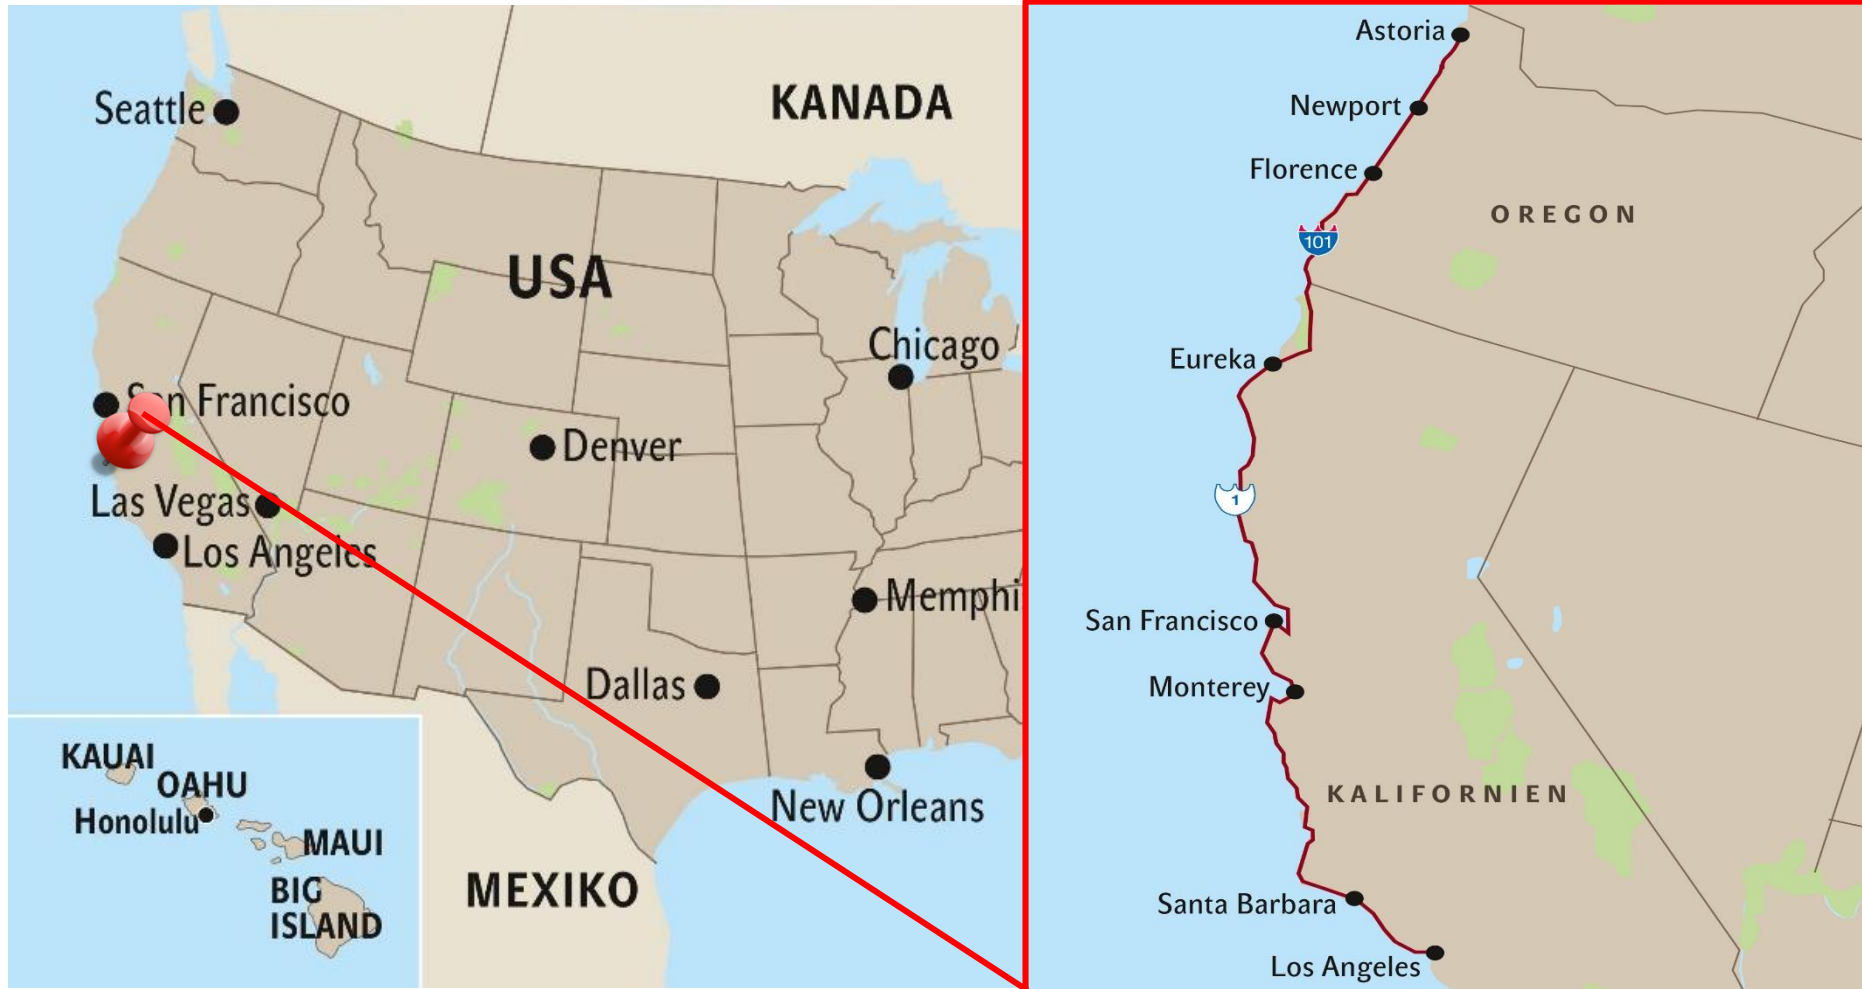 Seattle
KANADA
USA
Chicago
San Francisco
Denver
Las Vegas
Los Angeles
Memphi
Dallas
New Orleans
MEXIKO
KAUAI
OAHU
Honolulu
MAUI
BIG
ISLAND
Astoria
Newport
Florence
OREGON
101
Eureka
1
San Francisco
Monterey
KALIFORNIEN
Santa Barbara
Los Angeles